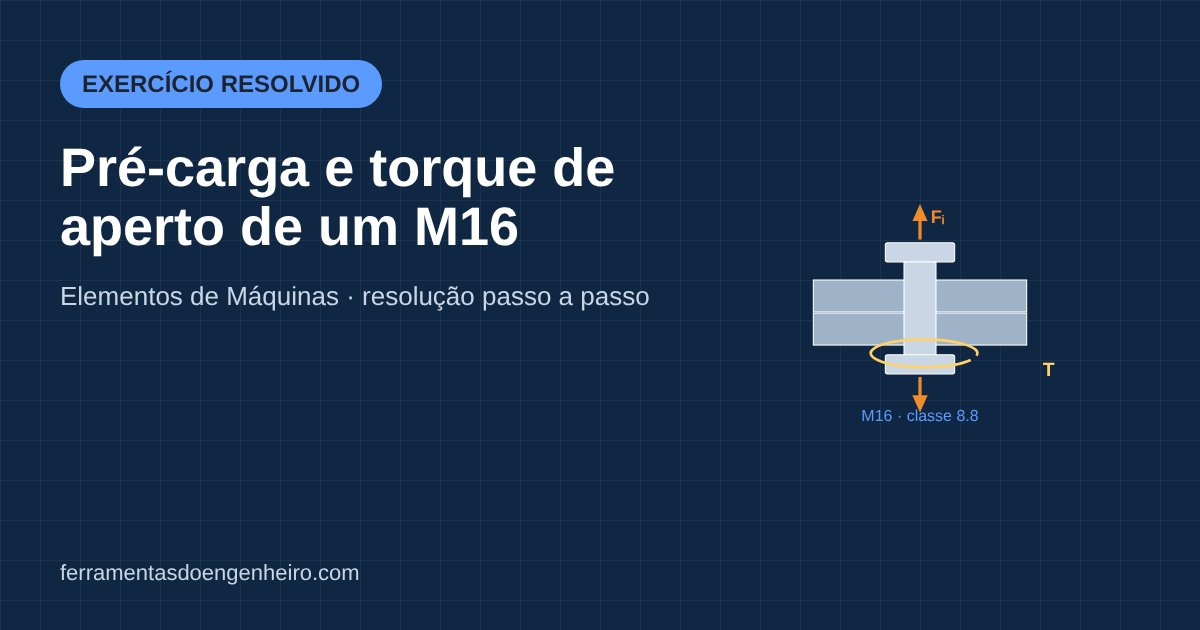 EXERCÍCIO RESOLVIDO
Pré-carga e torque de
aperto de um M16
Elementos de Máquinas · resolução passo a passo
Fᵢ
T
M16 · classe 8.8
ferramentasdoengenheiro.com